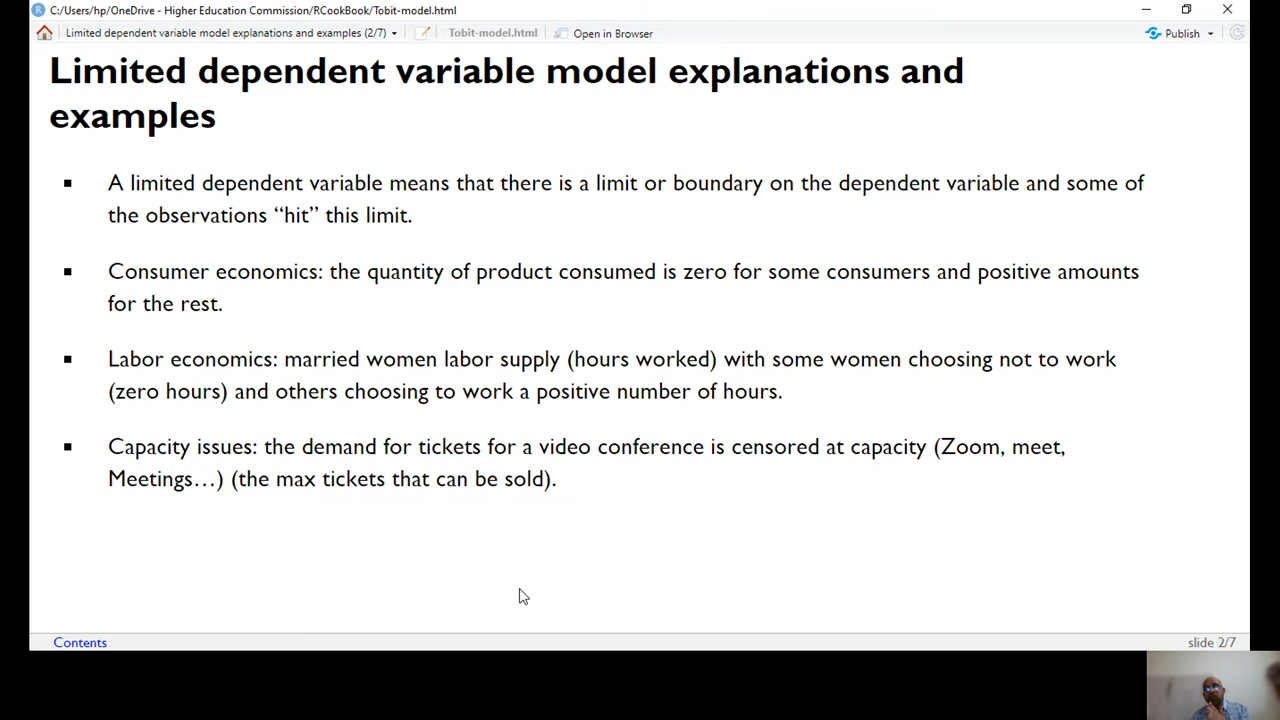 C:/Users/hp/OneDrive - Higher Education Commission/RCookBook/Tobit-model.html
Limited dependent variable model explanations and examples (2/7)
Tobit-model.html
Open in Browser
Publish
Limited dependent variable model explanations and
examples
▪ A limited dependent variable means that there is a limit or boundary on the dependent variable and some of
the observations “hit” this limit.
▪ Consumer economics: the quantity of product consumed is zero for some consumers and positive amounts
for the rest.
▪ Labor economics: married women labor supply (hours worked) with some women choosing not to work
(zero hours) and others choosing to work a positive number of hours.
▪ Capacity issues: the demand for tickets for a video conference is censored at capacity (Zoom, meet,
Meetings…) (the max tickets that can be sold).
Contents
slide 2/7